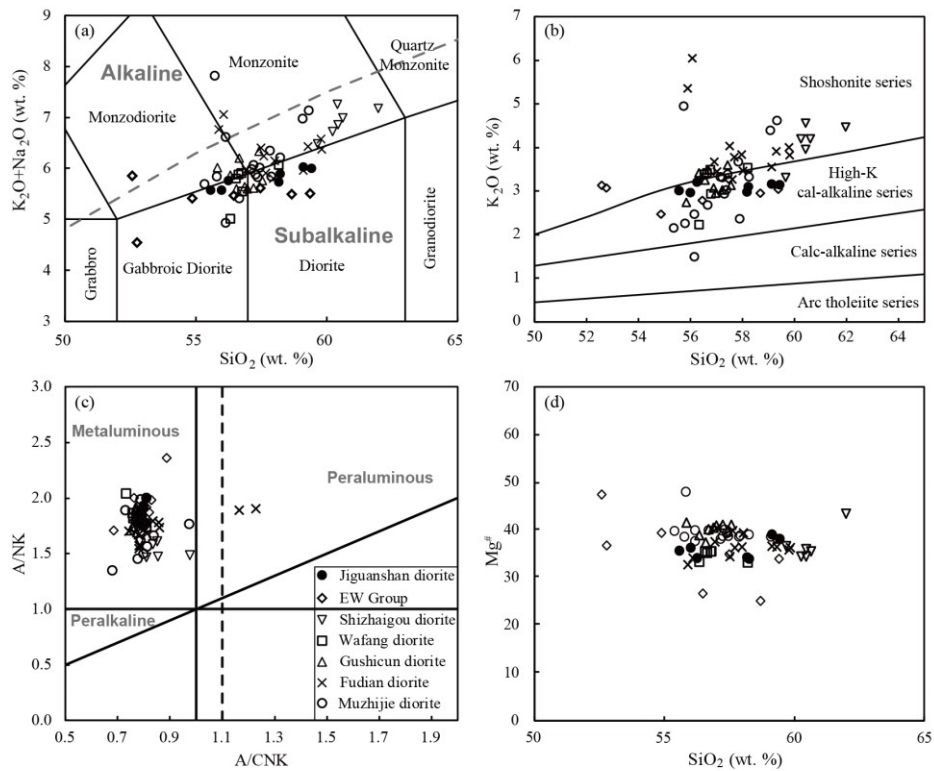 (a)
9
8
7
6
5
4
3
K2O+Na2O (wt. %)
Alkaline
Monzonite
Quartz
Monzonite
Monzodiorite
Subalkaline
Grabbro
Gabbroic Diorite
Diorite
Granodiorite
50
55
60
65
SiO2 (wt. %)
(b)
7
6
5
4
3
2
1
0
K2O (wt. %)
Shoshonite series
High-K
cal-alkaline series
Calc-alkaline series
Arc tholeiite series
50
52
54
56
58
60
62
64
SiO2 (wt. %)
(c)
3.0
2.5
2.0
1.5
1.0
0.5
0.0
A/NK
Metaluminous
Peraluminous
Peralkaline
Jiguanshan diorite
EW Group
Shizhaigou diorite
Wafang diorite
Gushicun diorite
Fudian diorite
Muzhijie diorite
0.5
0.7
0.9
1.1
1.3
1.5
1.7
1.9
A/CNK
(d)
70
60
50
40
30
20
10
0
Mg#
50
55
60
65
SiO2 (wt. %)